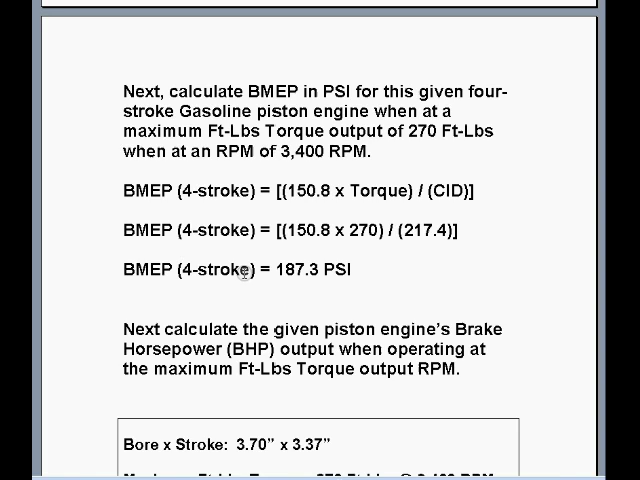 Next, calculate BMEP in PSI for this given four-
stroke Gasoline piston engine when at a
maximum Ft-Lbs Torque output of 270 Ft-Lbs
when at an RPM of 3,400 RPM.
BMEP (4-stroke) = [(150.8 x Torque) / (CID)]
BMEP (4-stroke) = [(150.8 x 270) / (217.4)]
BMEP (4-stroke) = 187.3 PSI
Next calculate the given piston engine’s Brake
Horsepower (BHP) output when operating at
the maximum Ft-Lbs Torque output RPM.
Bore x Stroke:  3.70” x 3.37”